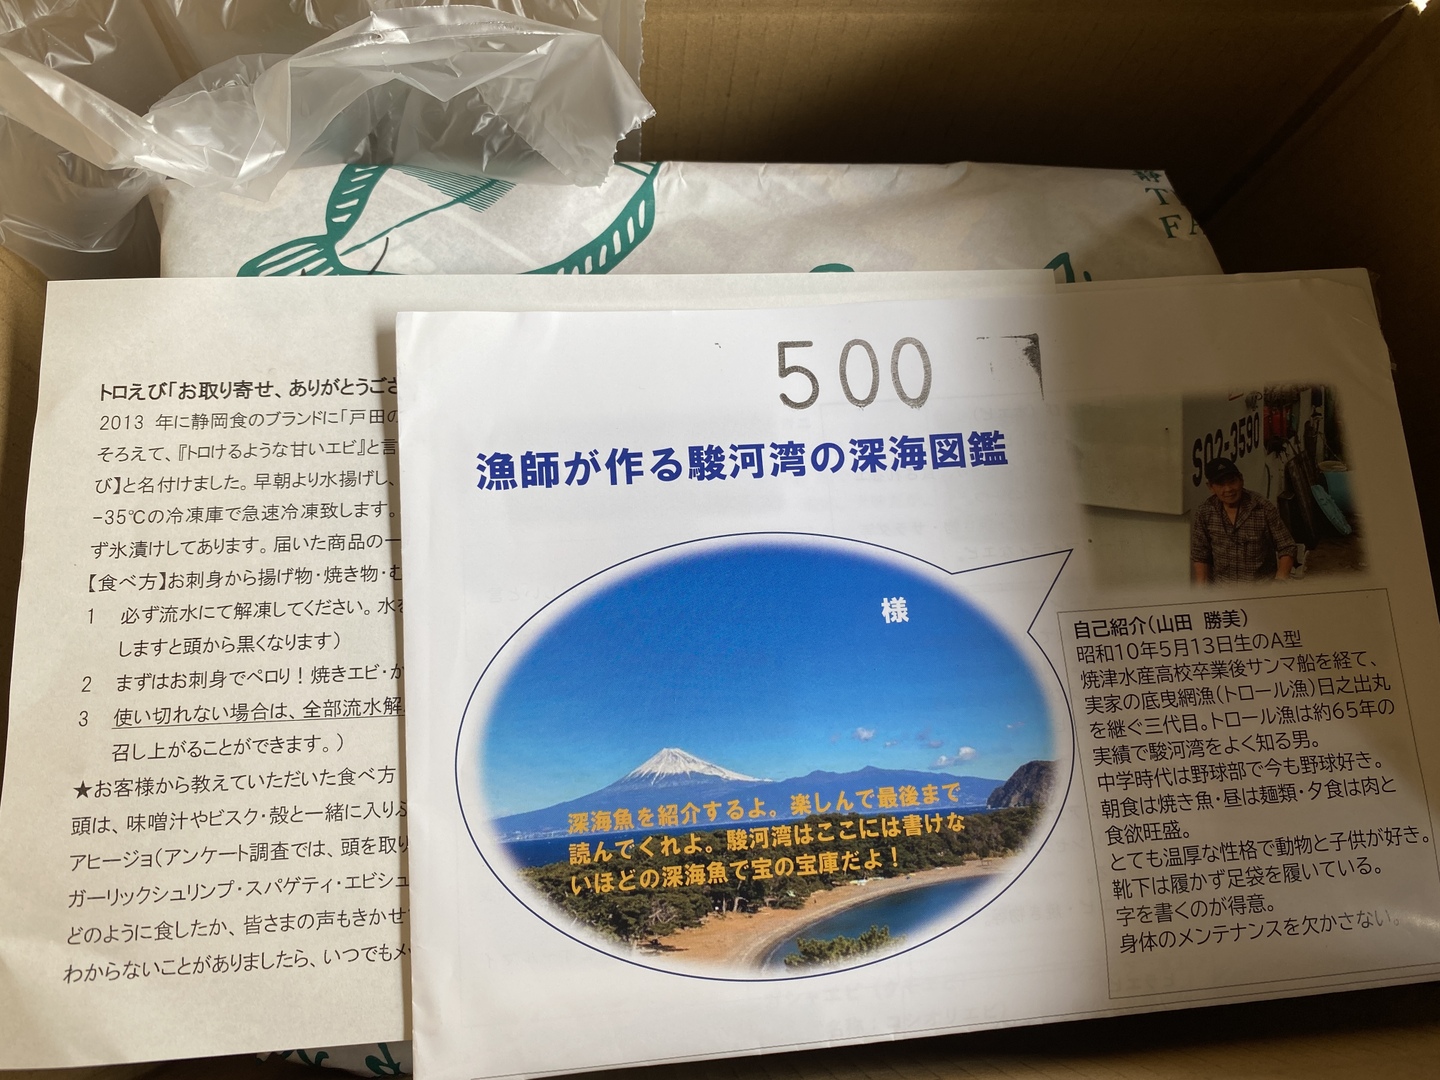 トロえび「お取り寄せ、ありがとうござ
2013 年に静岡食のブランドに「戸田の
そろえて、『トロけるような甘いエビ』と言
び】と名付けました。早朝より水揚げし、
-35℃の冷凍庫で急速冷凍致します。
ず氷漬けしてあります。届いた商品の一
【食べ方】お刺身から揚げ物・焼き物・む
1 必ず流水にて解凍してください。水を
しますと頭から黒くなります）
2 まずはお刺身でペロり！焼きエビ・か
3 使い切れない場合は、全部流水解
召し上がることができます。）
★お客様から教えていただいた食べ方
頭は、味噌汁やビスク・殻と一緒に入り
アヒージョ（アンケート調査では、頭を取り
ガーリックシュリンプ・スパゲティ・エビシュ
どのように食したか、皆さまの声もきかせ
わからないことがありましたら、いつでもメ
500
漁師が作る駿河湾の深海図鑑
様
深海魚を紹介するよ。楽しんで最後まで
読んでくれよ。駿河湾はここには書けな
いほどの深海魚で宝の宝庫だよ！
SO2-3590
自己紹介（山田 勝美）
昭和10年5月13日生のA型
焼津水産高校卒業後サンマ船を経て、
実家の底曳網漁（トロール漁）日之出丸
を継ぐ三代目。トロール漁は約65年の
実績で駿河湾をよく知る男。
中学時代は野球部で今も野球好き。
朝食は焼き魚・昼は麺類・夕食は肉と
食欲旺盛。
とても温厚な性格で動物と子供が好き。
靴下は履かず足袋を履いている。
字を書くのが得意。
身体のメンテナンスを欠かさない。